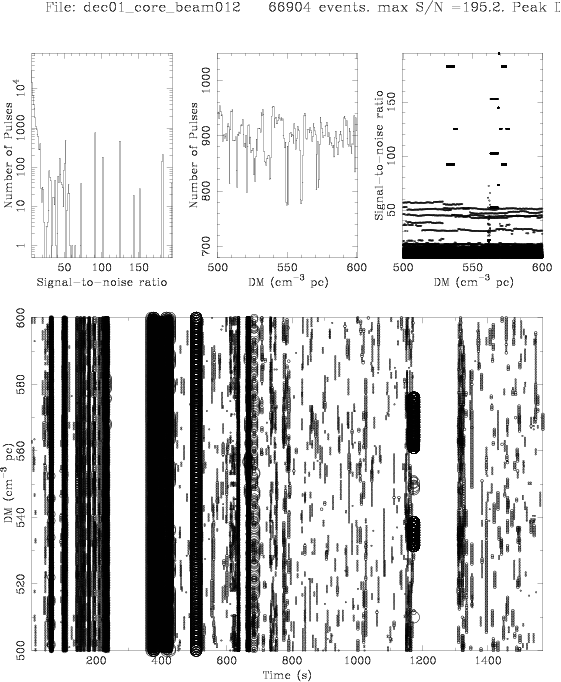 File: dec01_core_beam012 66904 events. max S/N =195.2. Peak D
Number of Pulses
10⁴
1000
100
10
1
50 100 150
Signal-to-noise ratio
Number of Pulses
1000
900
800
700
500 550 600
DM (cm⁻³ pc)
Signal-to-noise ratio
150
100
50
500 550 600
DM (cm⁻³ pc)
DM (cm⁻³ pc)
600
580
560
540
520
500
200 400 600 800 1000 1200 1400
Time (s)